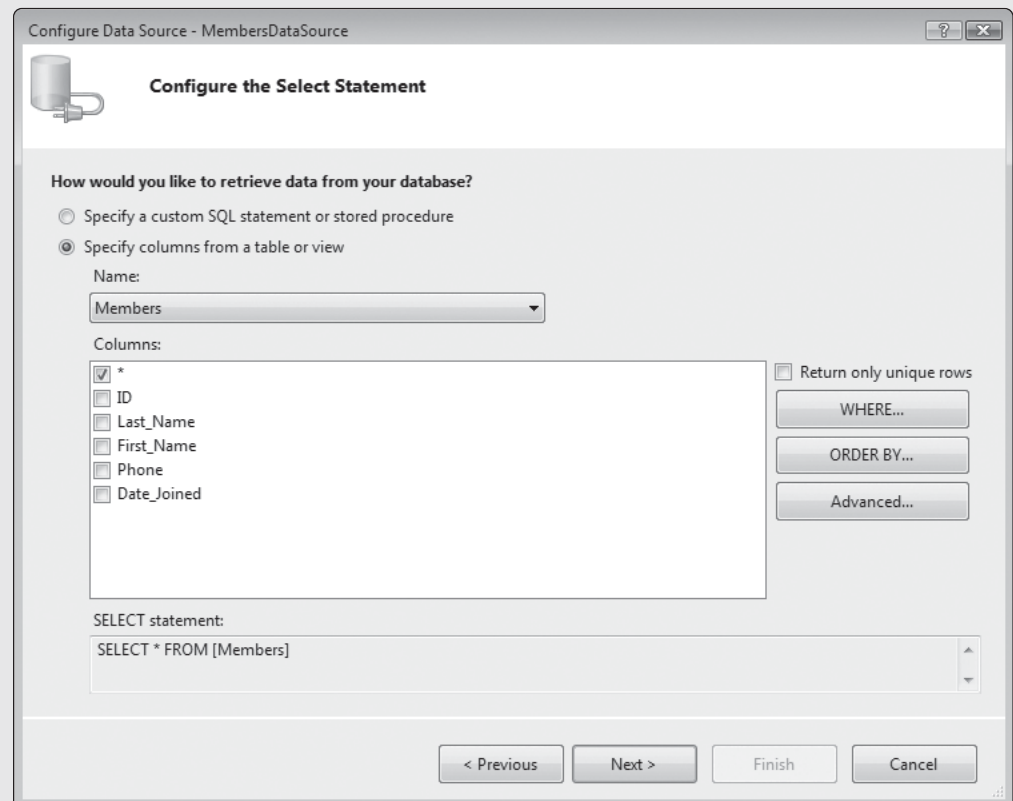 Configure Data Source - MembersDataSource
?
Configure the Select Statement
How would you like to retrieve data from your database?
Specify a custom SQL statement or stored procedure
Specify columns from a table or view
Name:
Members
Columns:
*
ID
Last_Name
First_Name
Phone
Date_Joined
Return only unique rows
WHERE...
ORDER BY...
Advanced...
SELECT statement:
SELECT * FROM [Members]
< Previous
Next >
Finish
Cancel